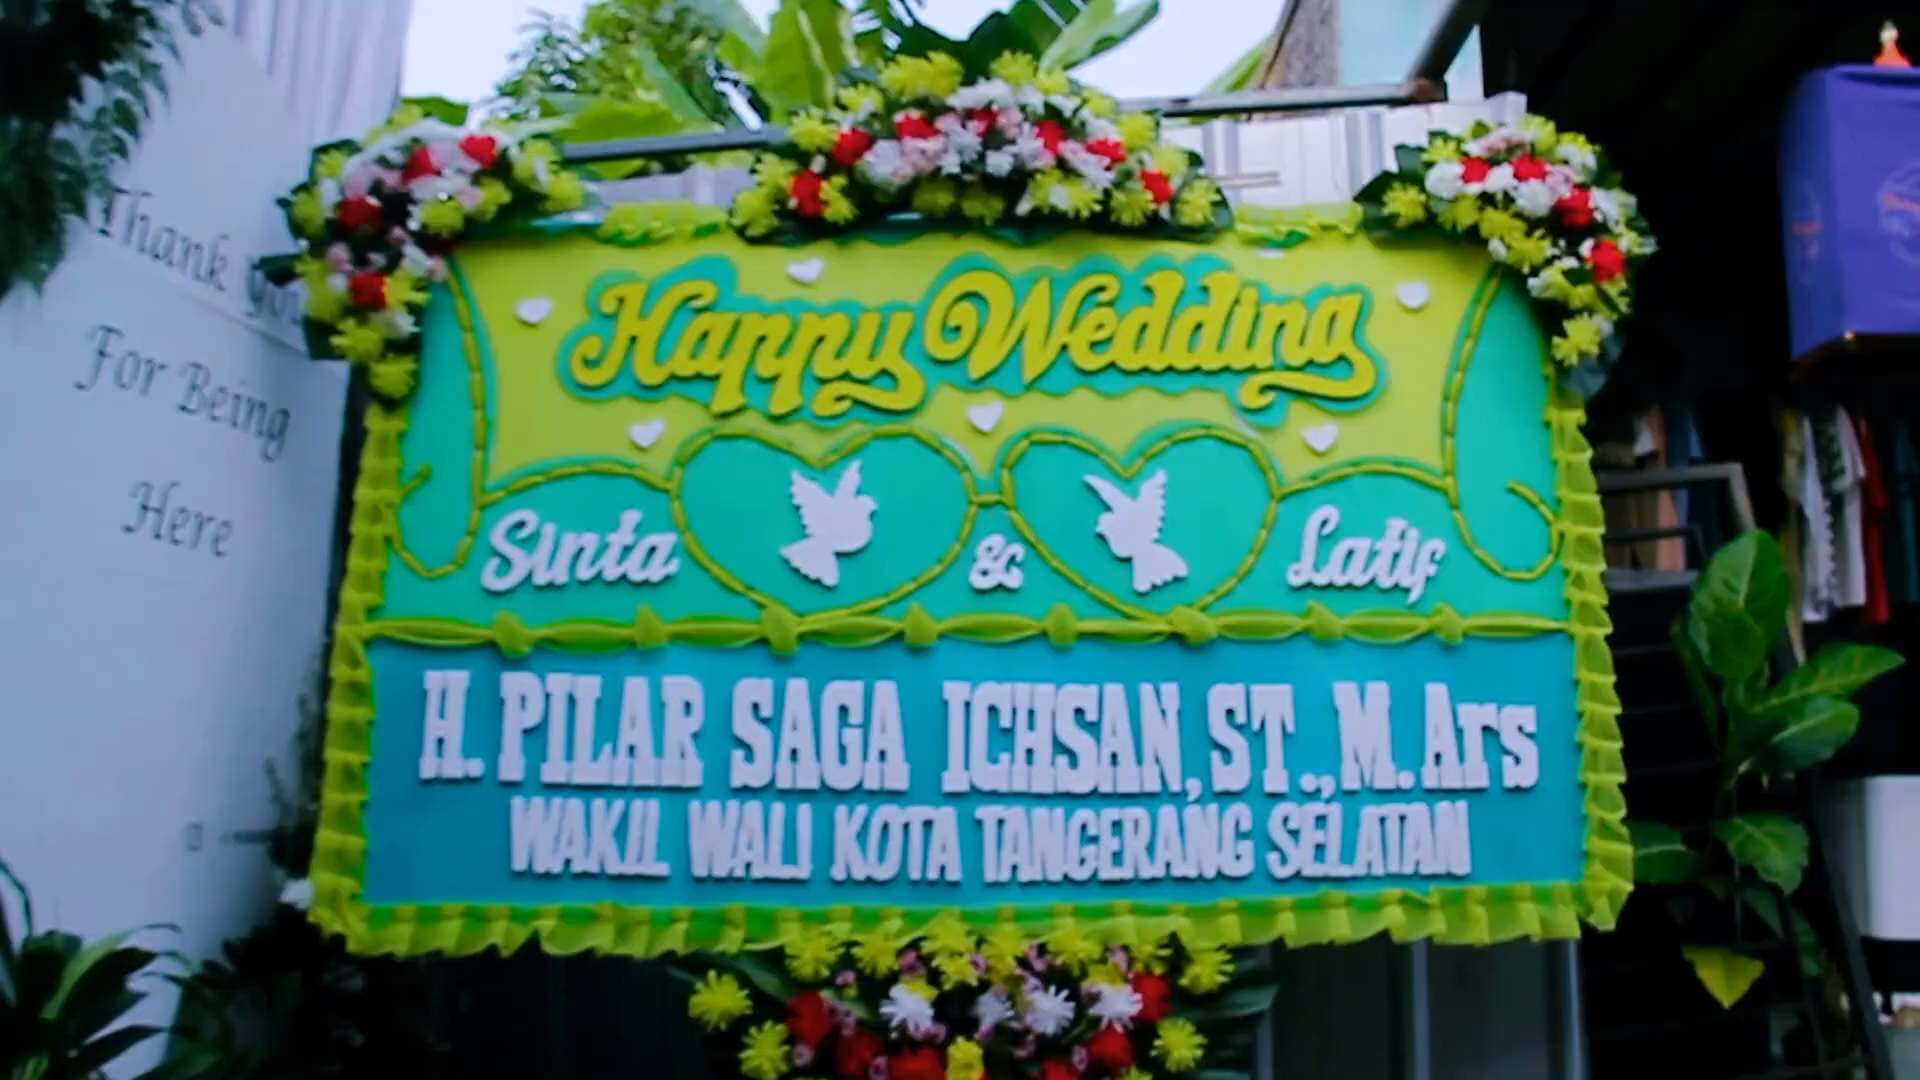 Thank you
For Being
Here
Happy Wedding
Sinta & Latif
H. PILAR SAGA ICHSAN, ST., M. Ars
WAKIL WALI KOTA TANGERANG SELATAN